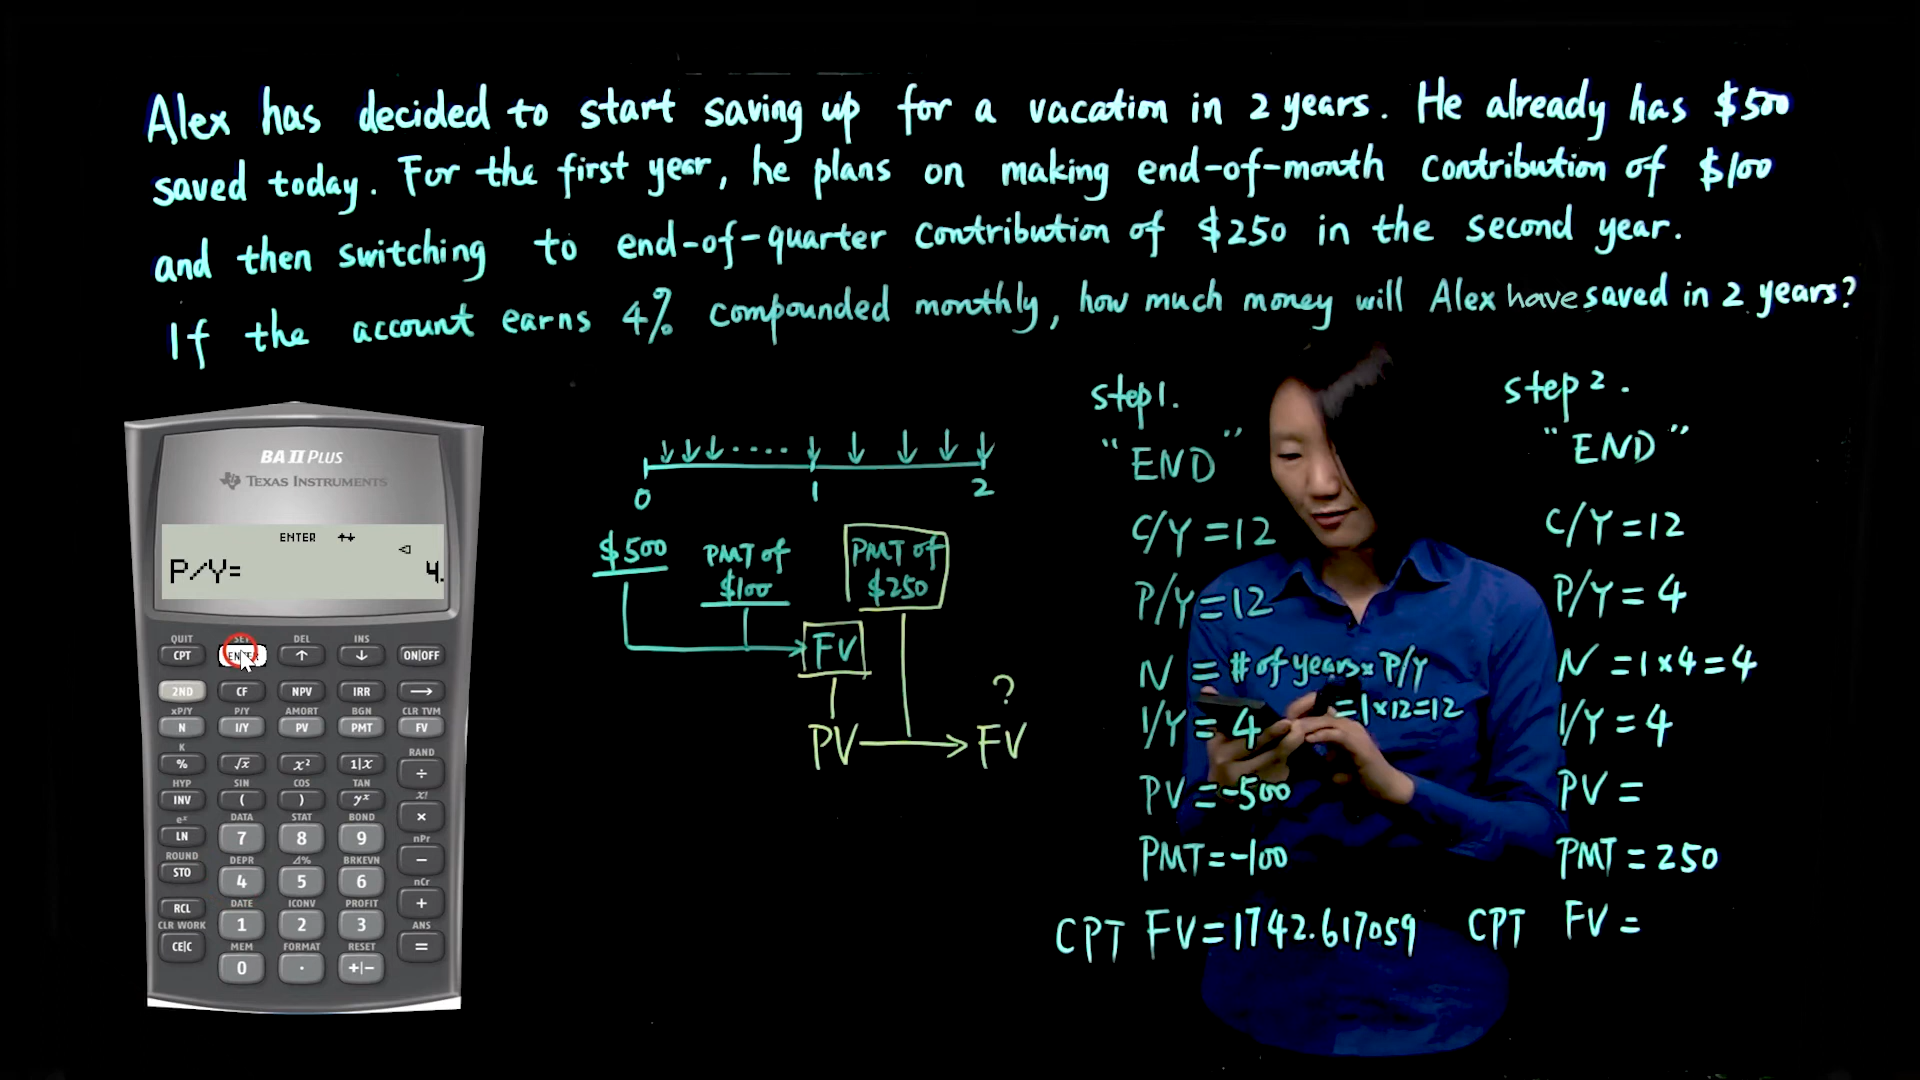 Alex has decided to start saving up for a vacation in 2 years. He already has $500
saved today. For the first year, he plans on making end-of-month contribution of $100
and then switching to end-of-quarter contribution of $250 in the second year.
If the account earns 4% compounded monthly, how much money will Alex have saved in 2 years?
BA II PLUS
TEXAS INSTRUMENTS
ENTER
P/Y= 4.
QUIT SET DEL INS
CPT ENTER ↑ ↓ ON|OFF
2ND CF NPV IRR →
xP/Y P/Y AMORT BGN CLR TVM
N I/Y PV PMT FV
K RAND
% √x x² 1|x ÷
HYP SIN COS TAN x!
INV ( ) yˣ ×
eˣ DATA STAT BOND nPr
LN 7 8 9 −
ROUND DEPR Δ% BRKEVN nCr
STO 4 5 6 +
DATE ICONV PROFIT ANS
RCL 1 2 3 =
CLR WORK MEM FORMAT RESET
CE|C 0 . +|−
0 1 2
$500
PMT of
$100
PMT of
$250
FV
?
PV FV
step1.
"END"
C/Y = 12
P/Y = 12
N = # of years × P/Y
= 1 × 12 = 12
I/Y = 4
PV = -500
PMT = -100
CPT FV = 1742.617059
step 2.
"END"
C/Y = 12
P/Y = 4
N = 1 × 4 = 4
I/Y = 4
PV =
PMT = 250
CPT FV =